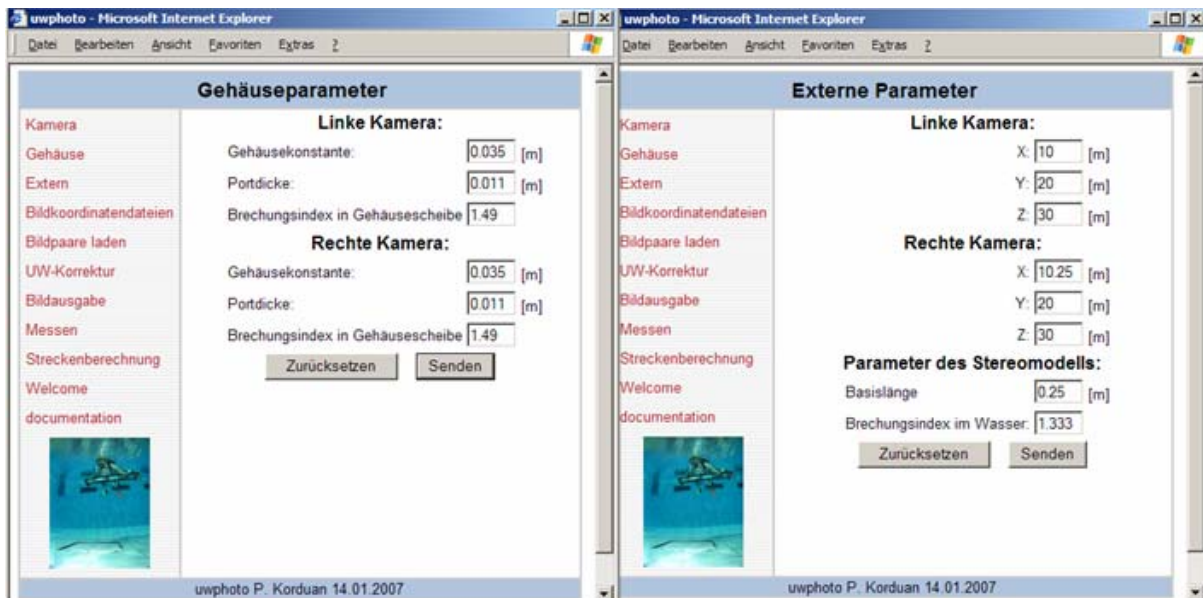 uwphoto - Microsoft Internet Explorer
Datei Bearbeiten Ansicht Favoriten Extras ?
Gehäuseparameter
Kamera
Gehäuse
Extern
Bildkoordinatendateien
Bildpaare laden
UW-Korrektur
Bildausgabe
Messen
Streckenberechnung
Welcome
documentation
Linke Kamera:
Gehäusekonstante: 0.035 [m]
Portdicke: 0.011 [m]
Brechungsindex in Gehäusescheibe 1.49
Rechte Kamera:
Gehäusekonstante: 0.035 [m]
Portdicke: 0.011 [m]
Brechungsindex in Gehäusescheibe 1.49
Zurücksetzen Senden
uwphoto P. Korduan 14.01.2007
uwphoto - Microsoft Internet Explorer
Datei Bearbeiten Ansicht Favoriten Extras ?
Externe Parameter
Kamera
Gehäuse
Extern
Bildkoordinatendateien
Bildpaare laden
UW-Korrektur
Bildausgabe
Messen
Streckenberechnung
Welcome
documentation
Linke Kamera:
X: 10 [m]
Y: 20 [m]
Z: 30 [m]
Rechte Kamera:
X: 10.25 [m]
Y: 20 [m]
Z: 30 [m]
Parameter des Stereomodells:
Basislänge 0.25 [m]
Brechungsindex im Wasser: 1.333
Zurücksetzen Senden
uwphoto P. Korduan 14.01.2007